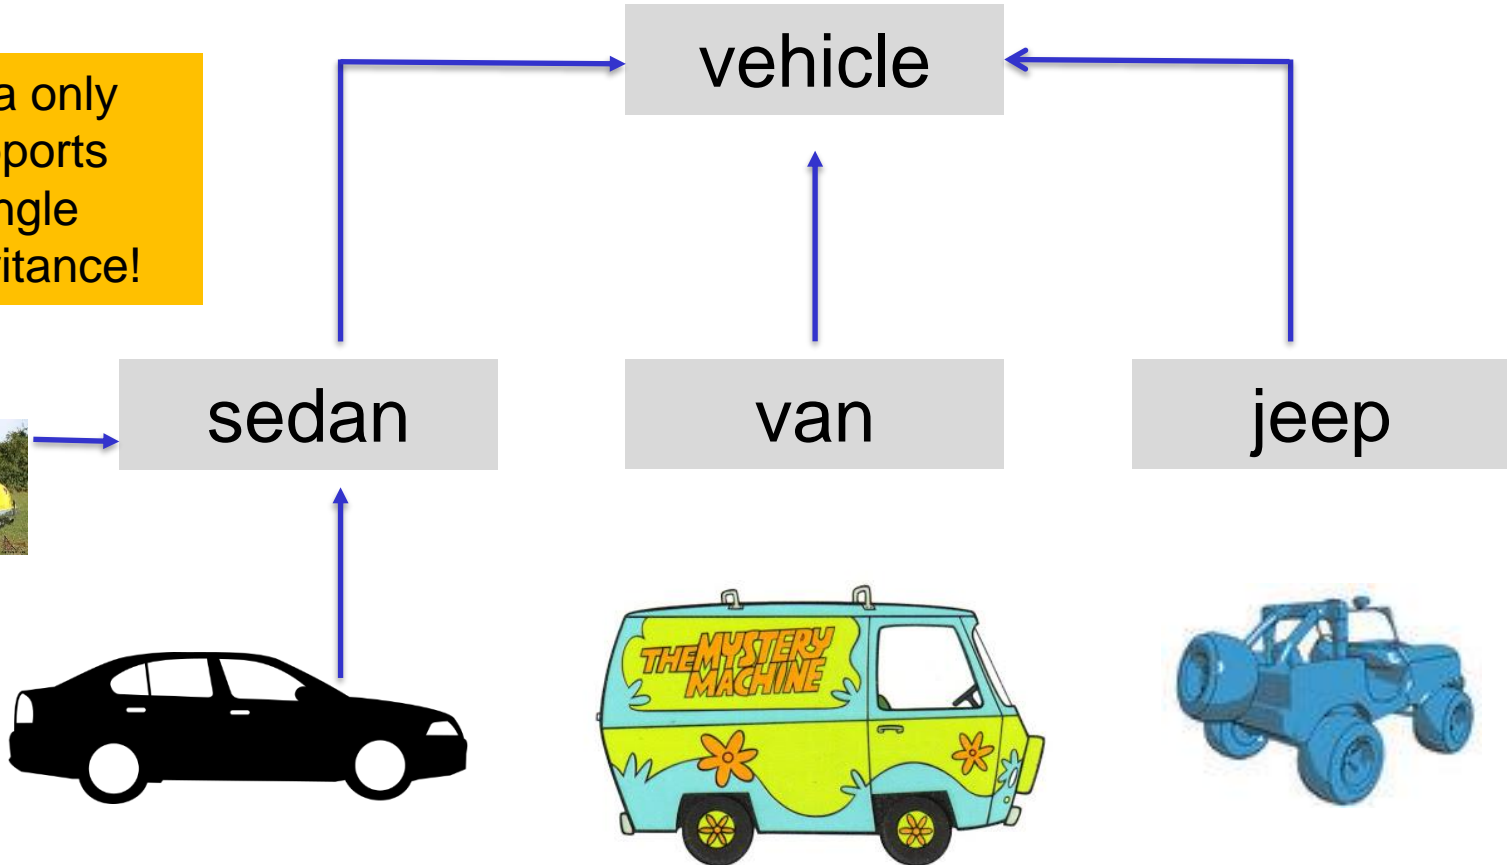 vehicle
a only
ports
ngle
itance!
sedan
van
jeep
THE MYSTERY
MACHINE